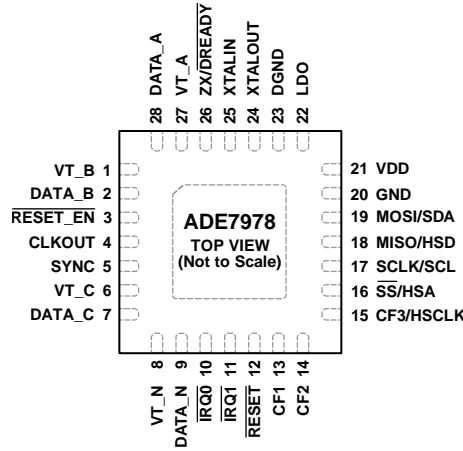 28 DATA_A
27 VT_A
26 ZX/DREADY
25 XTALIN
24 XTALOUT
23 DGND
22 LDO
VT_B 1
DATA_B 2
RESET_EN 3
CLKOUT 4
SYNC 5
VT_C 6
DATA_C 7
ADE7978
TOP VIEW
(Not to Scale)
21 VDD
20 GND
19 MOSI/SDA
18 MISO/HSD
17 SCLK/SCL
16 SS/HSA
15 CF3/HSCLK
VT_N 8
DATA_N 9
IRQ0 10
IRQ1 11
RESET 12
CF1 13
CF2 14